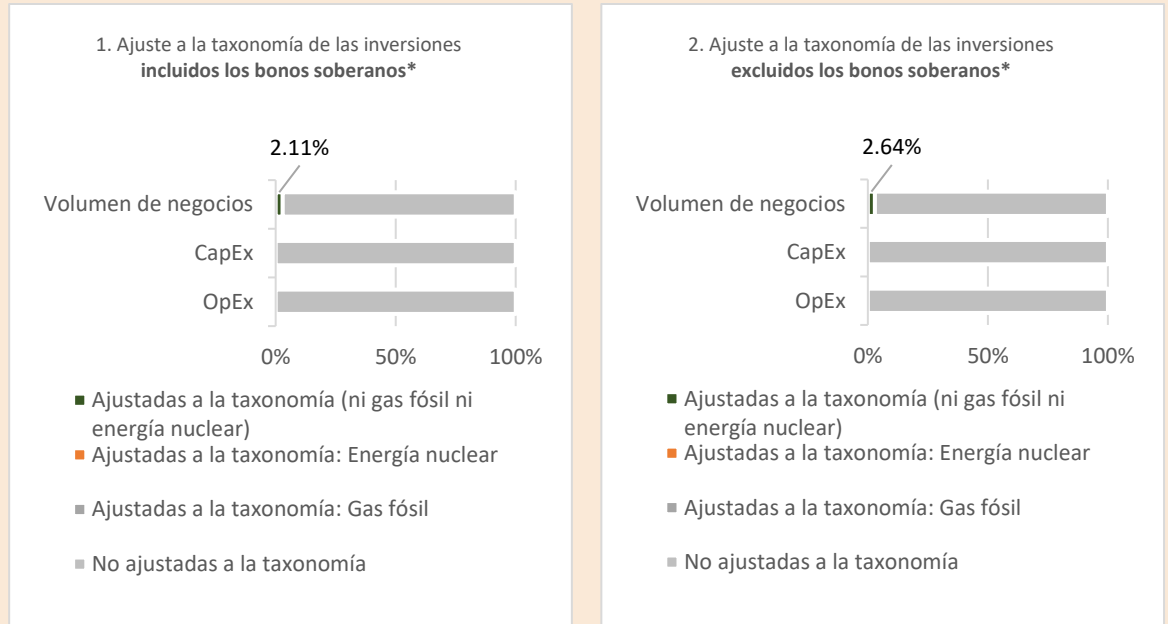 1. Ajuste a la taxonomía de las inversiones
incluidos los bonos soberanos*
2.11%
Volumen de negocios
CapEx
OpEx
0%
50%
100%
Ajustadas a la taxonomía (ni gas fósil ni
energía nuclear)
Ajustadas a la taxonomía: Energía nuclear
Ajustadas a la taxonomía: Gas fósil
No ajustadas a la taxonomía
2. Ajuste a la taxonomía de las inversiones
excluidos los bonos soberanos*
2.64%
Volumen de negocios
CapEx
OpEx
0%
50%
100%
Ajustadas a la taxonomía (ni gas fósil ni
energía nuclear)
Ajustadas a la taxonomía: Energía nuclear
Ajustadas a la taxonomía: Gas fósil
No ajustadas a la taxonomía